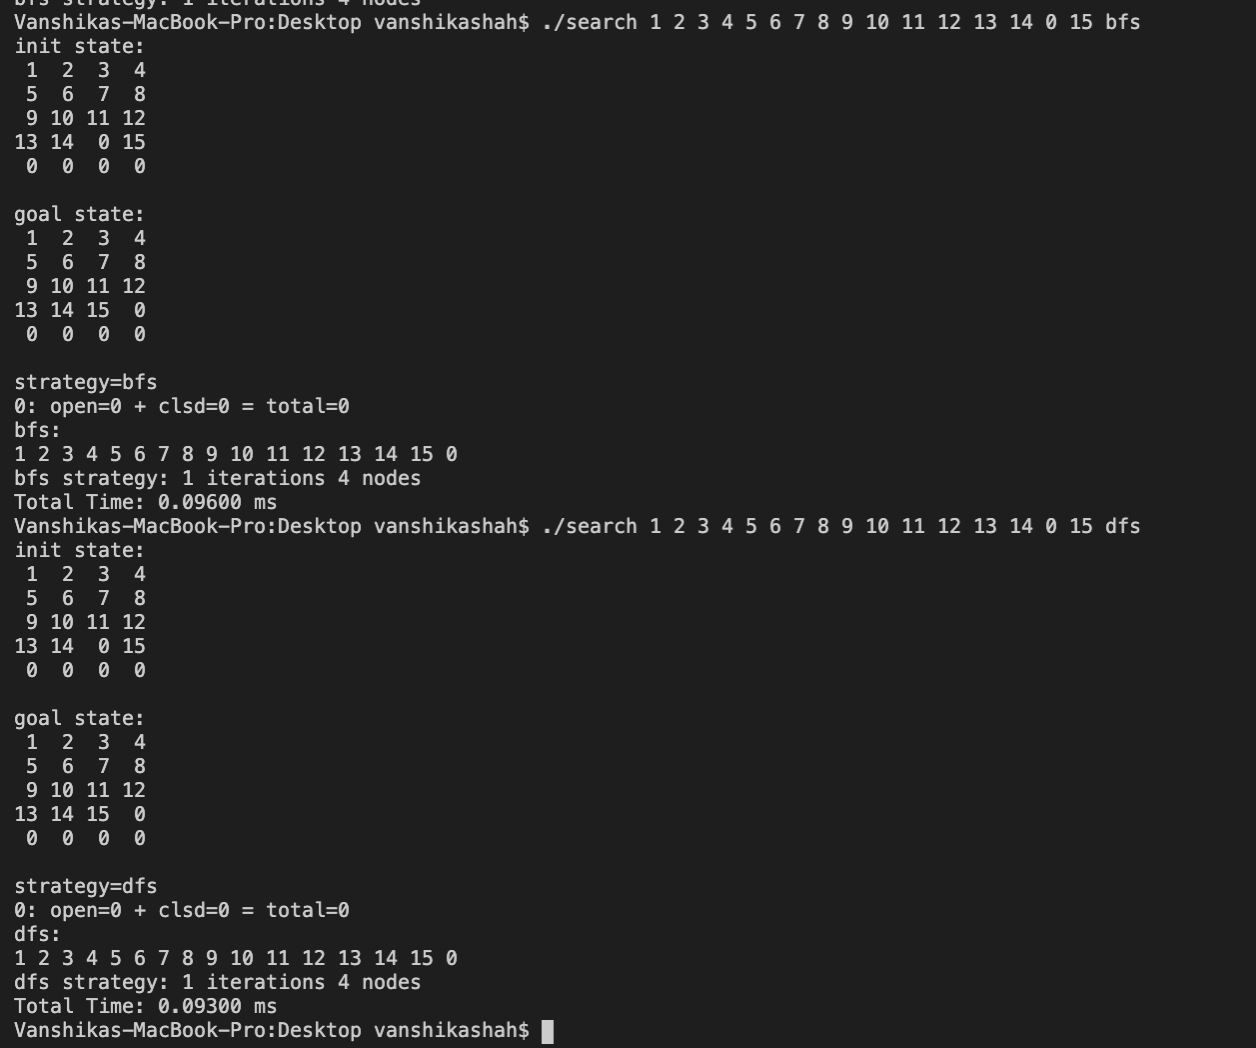 bfs strategy: 1 iterations 4 nodes
Vanshikas-MacBook-Pro:Desktop vanshikashah$ ./search 1 2 3 4 5 6 7 8 9 10 11 12 13 14 0 15 bfs
init state:
 1  2  3  4
 5  6  7  8
 9 10 11 12
13 14  0 15
 0  0  0  0

goal state:
 1  2  3  4
 5  6  7  8
 9 10 11 12
13 14 15  0
 0  0  0  0

strategy=bfs
0: open=0 + clsd=0 = total=0
bfs:
1 2 3 4 5 6 7 8 9 10 11 12 13 14 15 0
bfs strategy: 1 iterations 4 nodes
Total Time: 0.09600 ms
Vanshikas-MacBook-Pro:Desktop vanshikashah$ ./search 1 2 3 4 5 6 7 8 9 10 11 12 13 14 0 15 dfs
init state:
 1  2  3  4
 5  6  7  8
 9 10 11 12
13 14  0 15
 0  0  0  0

goal state:
 1  2  3  4
 5  6  7  8
 9 10 11 12
13 14 15  0
 0  0  0  0

strategy=dfs
0: open=0 + clsd=0 = total=0
dfs:
1 2 3 4 5 6 7 8 9 10 11 12 13 14 15 0
dfs strategy: 1 iterations 4 nodes
Total Time: 0.09300 ms
Vanshikas-MacBook-Pro:Desktop vanshikashah$